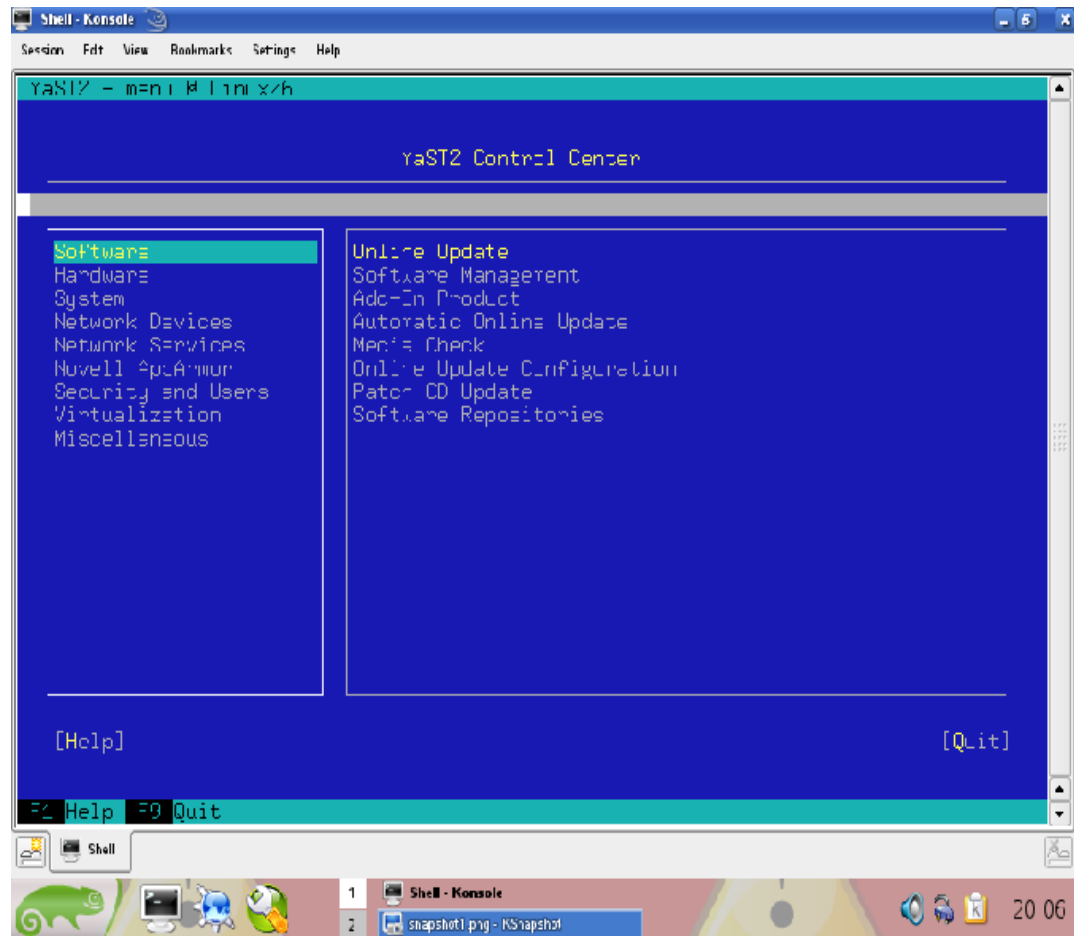 Shell - Konsole
Session Edit View Bookmarks Settings Help
YaST2 - menu @ linux
YaST2 Control Center
Software
Hardware
System
Network Devices
Network Services
Novell AppArmor
Security and Users
Virtualization
Miscellaneous
Online Update
Software Management
Add-On Product
Automatic Online Update
Media Check
Online Update Configuration
Patch CD Update
Software Repositories
[Help] [Quit]
F1 Help F9 Quit
Shell
1 Shell - Konsole
2 snapshot1.png - KSnapshot
20 06